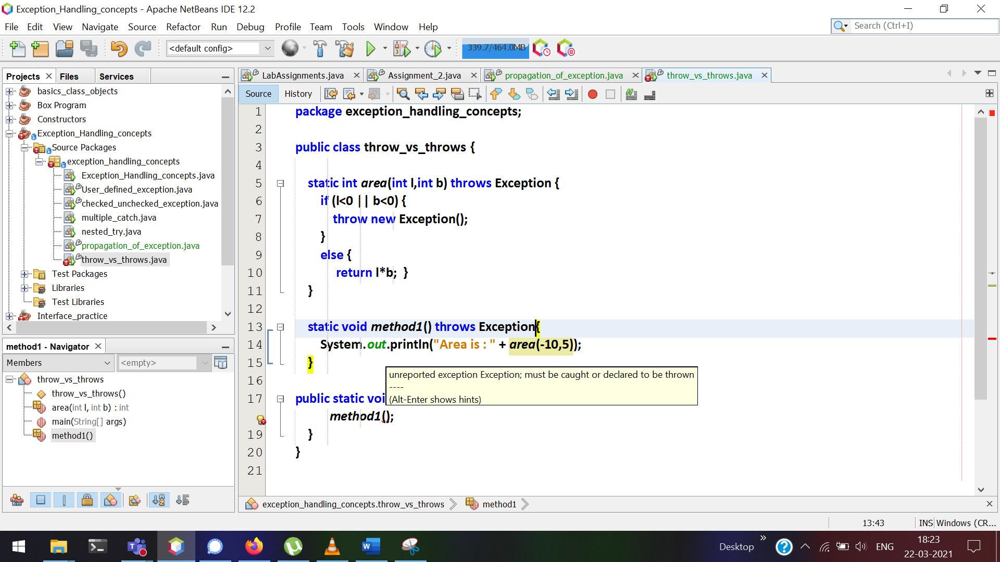 Exception_Handling_concepts - Apache NetBeans IDE 12.2
File Edit View Navigate Source Refactor Run Debug Profile Team Tools Window Help
Search (Ctrl+I)
<default config>
339.7/464.0MB
Projects Files Services
basics_class_objects
Box Program
Constructors
Exception_Handling_concepts
Source Packages
exception_handling_concepts
Exception_Handling_concepts.java
User_defined_exception.java
checked_unchecked_exception.java
multiple_catch.java
nested_try.java
propagation_of_exception.java
throw_vs_throws.java
Test Packages
Libraries
Test Libraries
Interface_practice
method1 - Navigator
Members
<empty>
throw_vs_throws
throw_vs_throws()
area(int l, int b) : int
main(String[] args)
method1()
LabAssignments.java Assignment_2.java propagation_of_exception.java throw_vs_throws.java
Source History
1 package exception_handling_concepts;
2
3 public class throw_vs_throws {
4
5 static int area(int l,int b) throws Exception {
6 if (l<0 || b<0) {
7 throw new Exception();
8 }
9 else {
10 return l*b; }
11 }
12
13 static void method1() throws Exception{
14 System.out.println("Area is : " + area(-10,5));
15 }
16
17 public static voi
method1();
19 }
20 }
21
unreported exception Exception; must be caught or declared to be thrown
----
(Alt-Enter shows hints)
exception_handling_concepts.throw_vs_throws method1
13:43 INS Windows (CR...
Desktop
ENG
18:23
22-03-2021